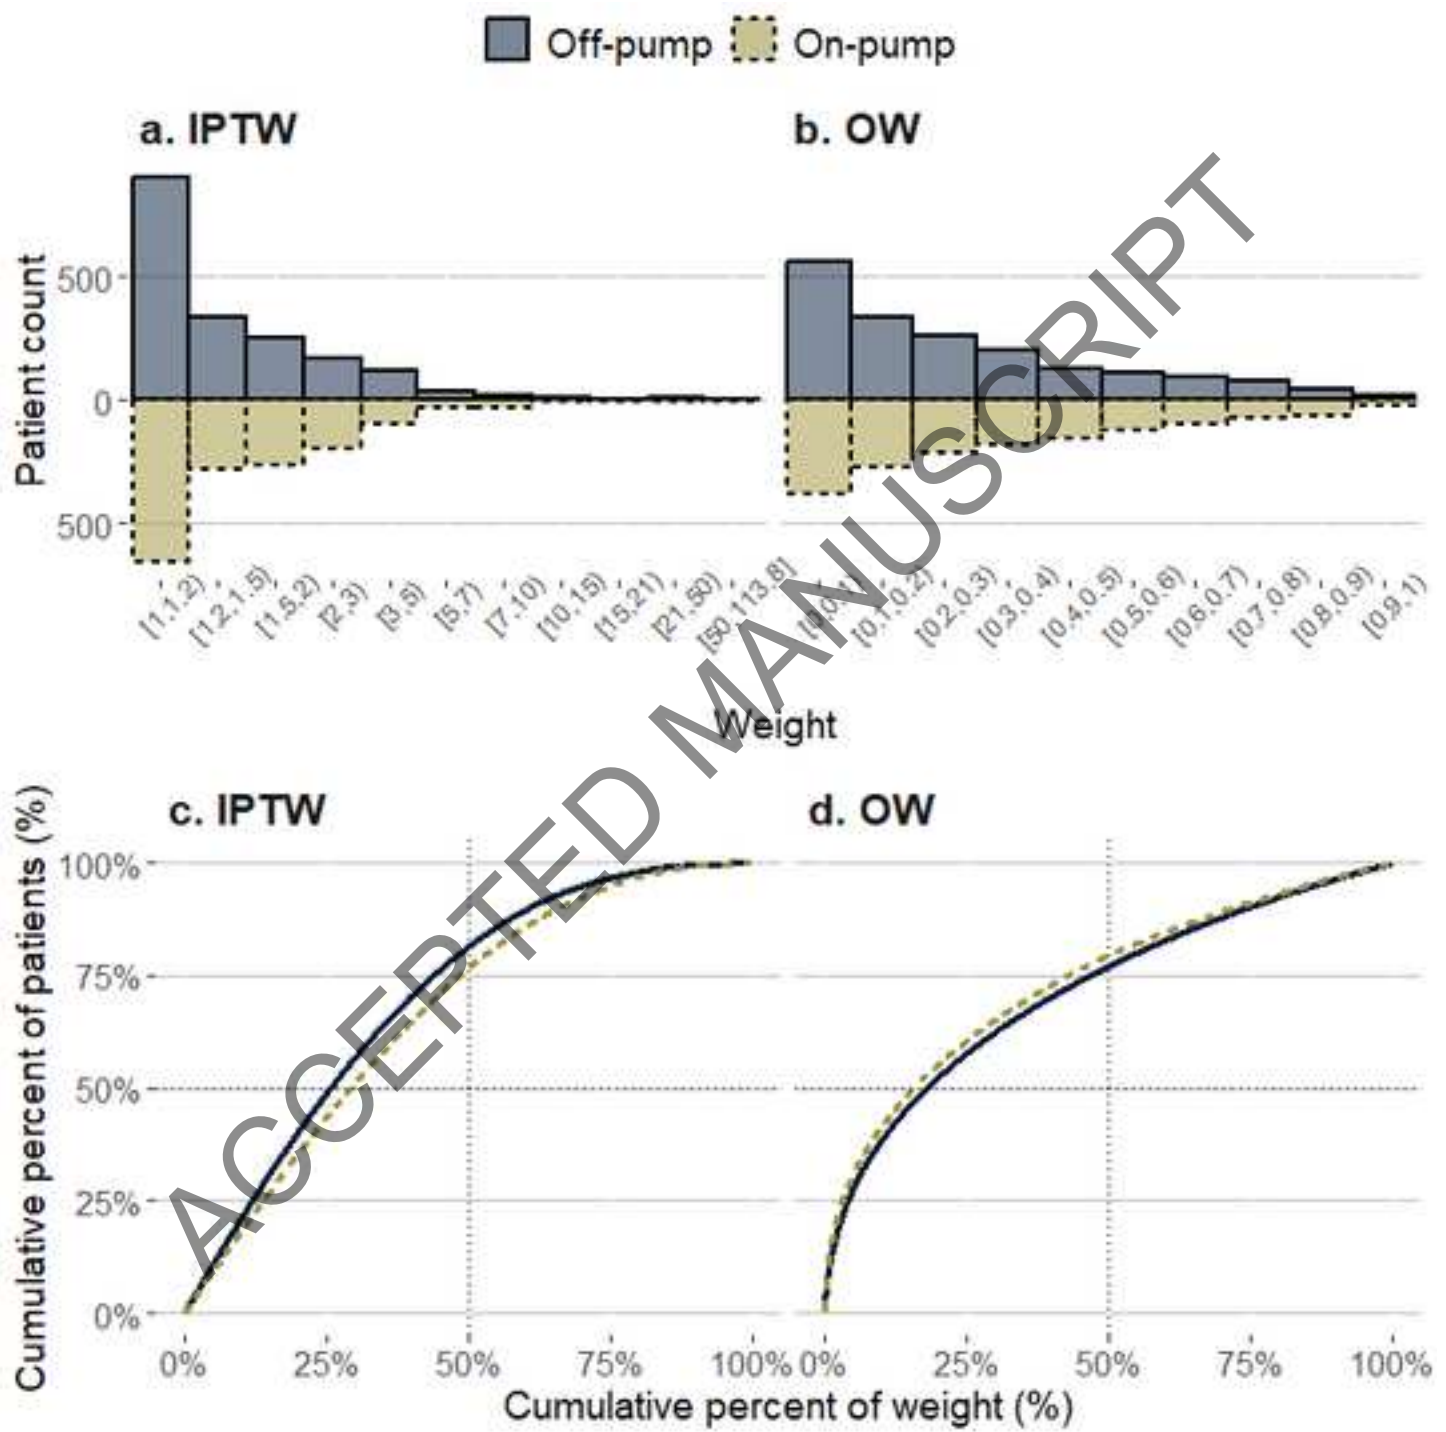 Off-pump On-pump
a. IPTW
b. OW
Patient count
500
0
500
[1,1.2) [1.2,1.5) [1.5,2) [2,3) [3,5) [5,7) [7,10) [10,15) [15,21) [21,50) [50,113.8]
[0.1,0.2) [0.2,0.3) [0.3,0.4) [0.4,0.5) [0.5,0.6) [0.6,0.7) [0.7,0.8) [0.8,0.9) [0.9,1)
Weight
ACCEPTED MANUSCRIPT
c. IPTW
d. OW
Cumulative percent of patients (%)
100%
75%
50%
25%
0%
0% 25% 50% 75% 100%
0% 25% 50% 75% 100%
Cumulative percent of weight (%)